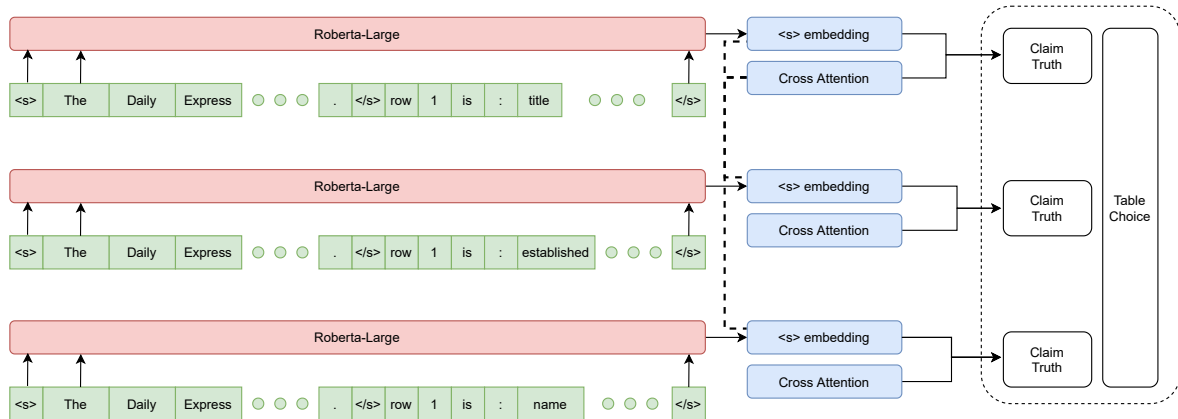 Roberta-Large
<s> embedding
Claim Truth
Cross Attention
<s> The Daily Express . </s> row 1 is : title </s>
Roberta-Large
<s> embedding
Claim Truth
Table Choice
Cross Attention
<s> The Daily Express . </s> row 1 is : established </s>
Roberta-Large
<s> embedding
Claim Truth
Cross Attention
<s> The Daily Express . </s> row 1 is : name </s>